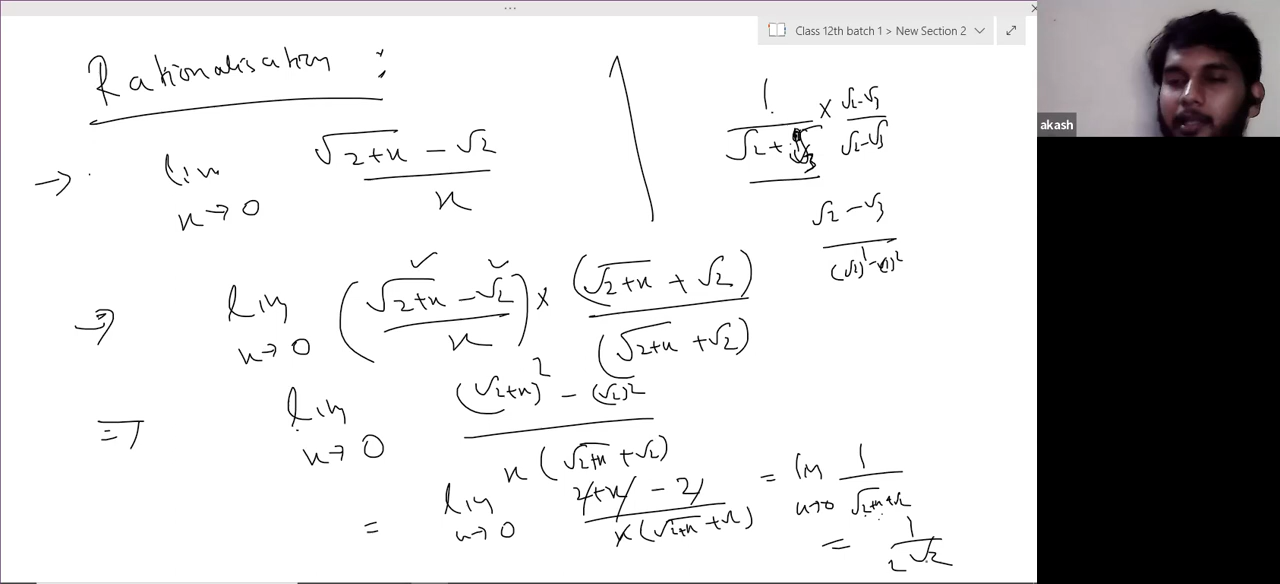 Class 12th batch 1 > New Section 2
akash
Rationalisation :
→ lim x→0 (√(2+x) − √2) / x
1 / (√2 + √3) × (√2−√3) / (√2−√3)
(√2 − √3) / ((√2)² − (√3)²)
⇒ lim x→0 ((√(2+x) − √2) / x) × (√(2+x) + √2) / (√(2+x) + √2)
⇒ lim x→0 ((√(2+x))² − (√2)²) / (x (√(2+x) + √2))
= lim x→0 (2+x − 2) / (x (√(2+x) + √2)) = lim x→0 1 / (√(2+x) + √2)
= 1 / (2√2)